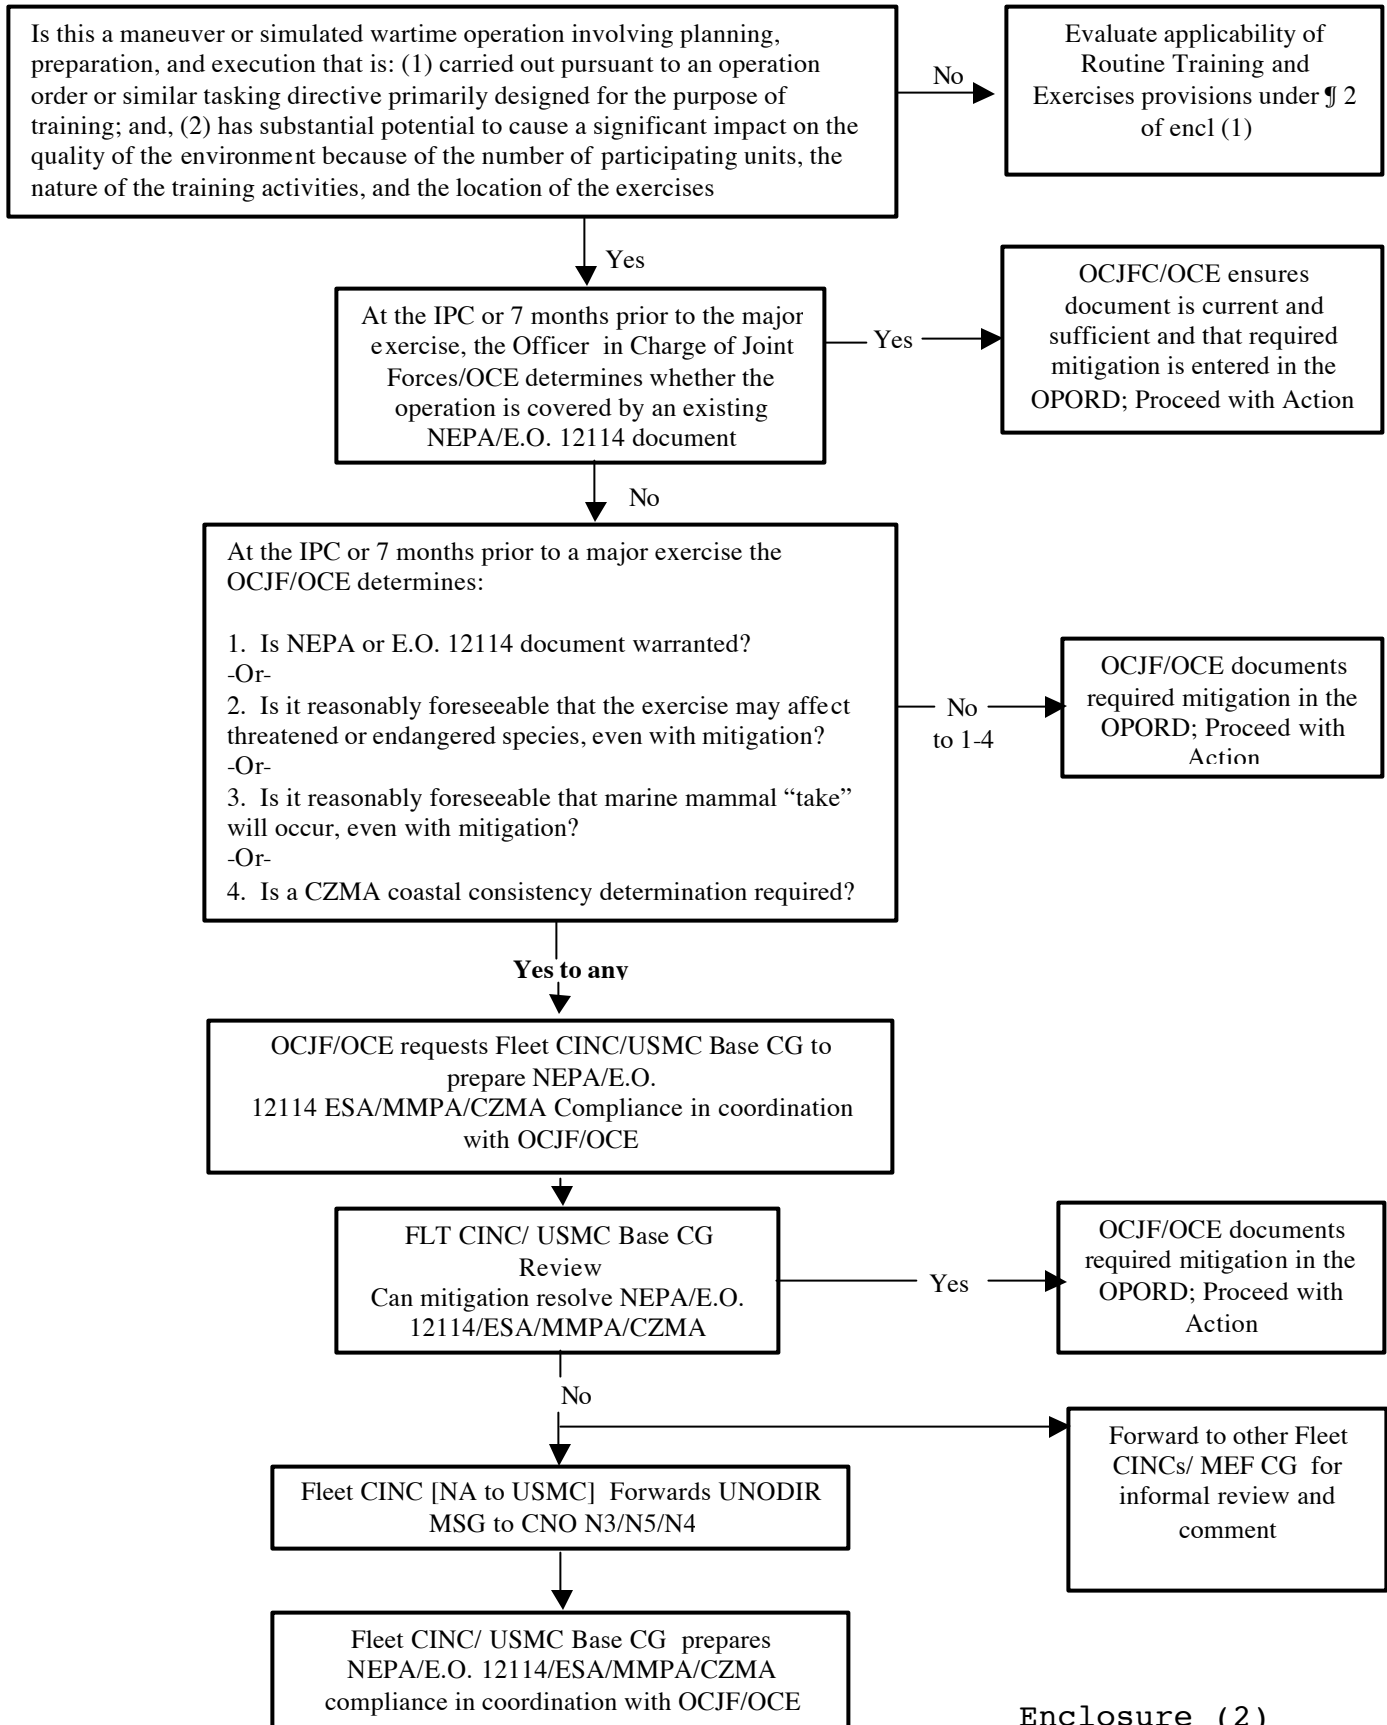 Is this a maneuver or simulated wartime operation involving planning,
preparation, and execution that is: (1) carried out pursuant to an operation
order or similar tasking directive primarily designed for the purpose of
training; and, (2) has substantial potential to cause a significant impact on the
quality of the environment because of the number of participating units, the
nature of the training activities, and the location of the exercises
No
Evaluate applicability of
Routine Training and
Exercises provisions under ¶ 2
of encl (1)
Yes
At the IPC or 7 months prior to the major
exercise, the Officer in Charge of Joint
Forces/OCE determines whether the
operation is covered by an existing
NEPA/E.O. 12114 document
Yes
OCJFC/OCE ensures
document is current and
sufficient and that required
mitigation is entered in the
OPORD; Proceed with Action
No
At the IPC or 7 months prior to a major exercise the
OCJF/OCE determines:
1. Is NEPA or E.O. 12114 document warranted?
-Or-
2. Is it reasonably foreseeable that the exercise may affect
threatened or endangered species, even with mitigation?
-Or-
3. Is it reasonably foreseeable that marine mammal “take”
will occur, even with mitigation?
-Or-
4. Is a CZMA coastal consistency determination required?
No
to 1-4
OCJF/OCE documents
required mitigation in the
OPORD; Proceed with
Action
Yes to any
OCJF/OCE requests Fleet CINC/USMC Base CG to
prepare NEPA/E.O.
12114 ESA/MMPA/CZMA Compliance in coordination
with OCJF/OCE
FLT CINC/ USMC Base CG
Review
Can mitigation resolve NEPA/E.O.
12114/ESA/MMPA/CZMA
Yes
OCJF/OCE documents
required mitigation in the
OPORD; Proceed with
Action
No
Forward to other Fleet
CINCs/ MEF CG for
informal review and
comment
Fleet CINC [NA to USMC] Forwards UNODIR
MSG to CNO N3/N5/N4
Fleet CINC/ USMC Base CG prepares
NEPA/E.O. 12114/ESA/MMPA/CZMA
compliance in coordination with OCJF/OCE
Enclosure (2)